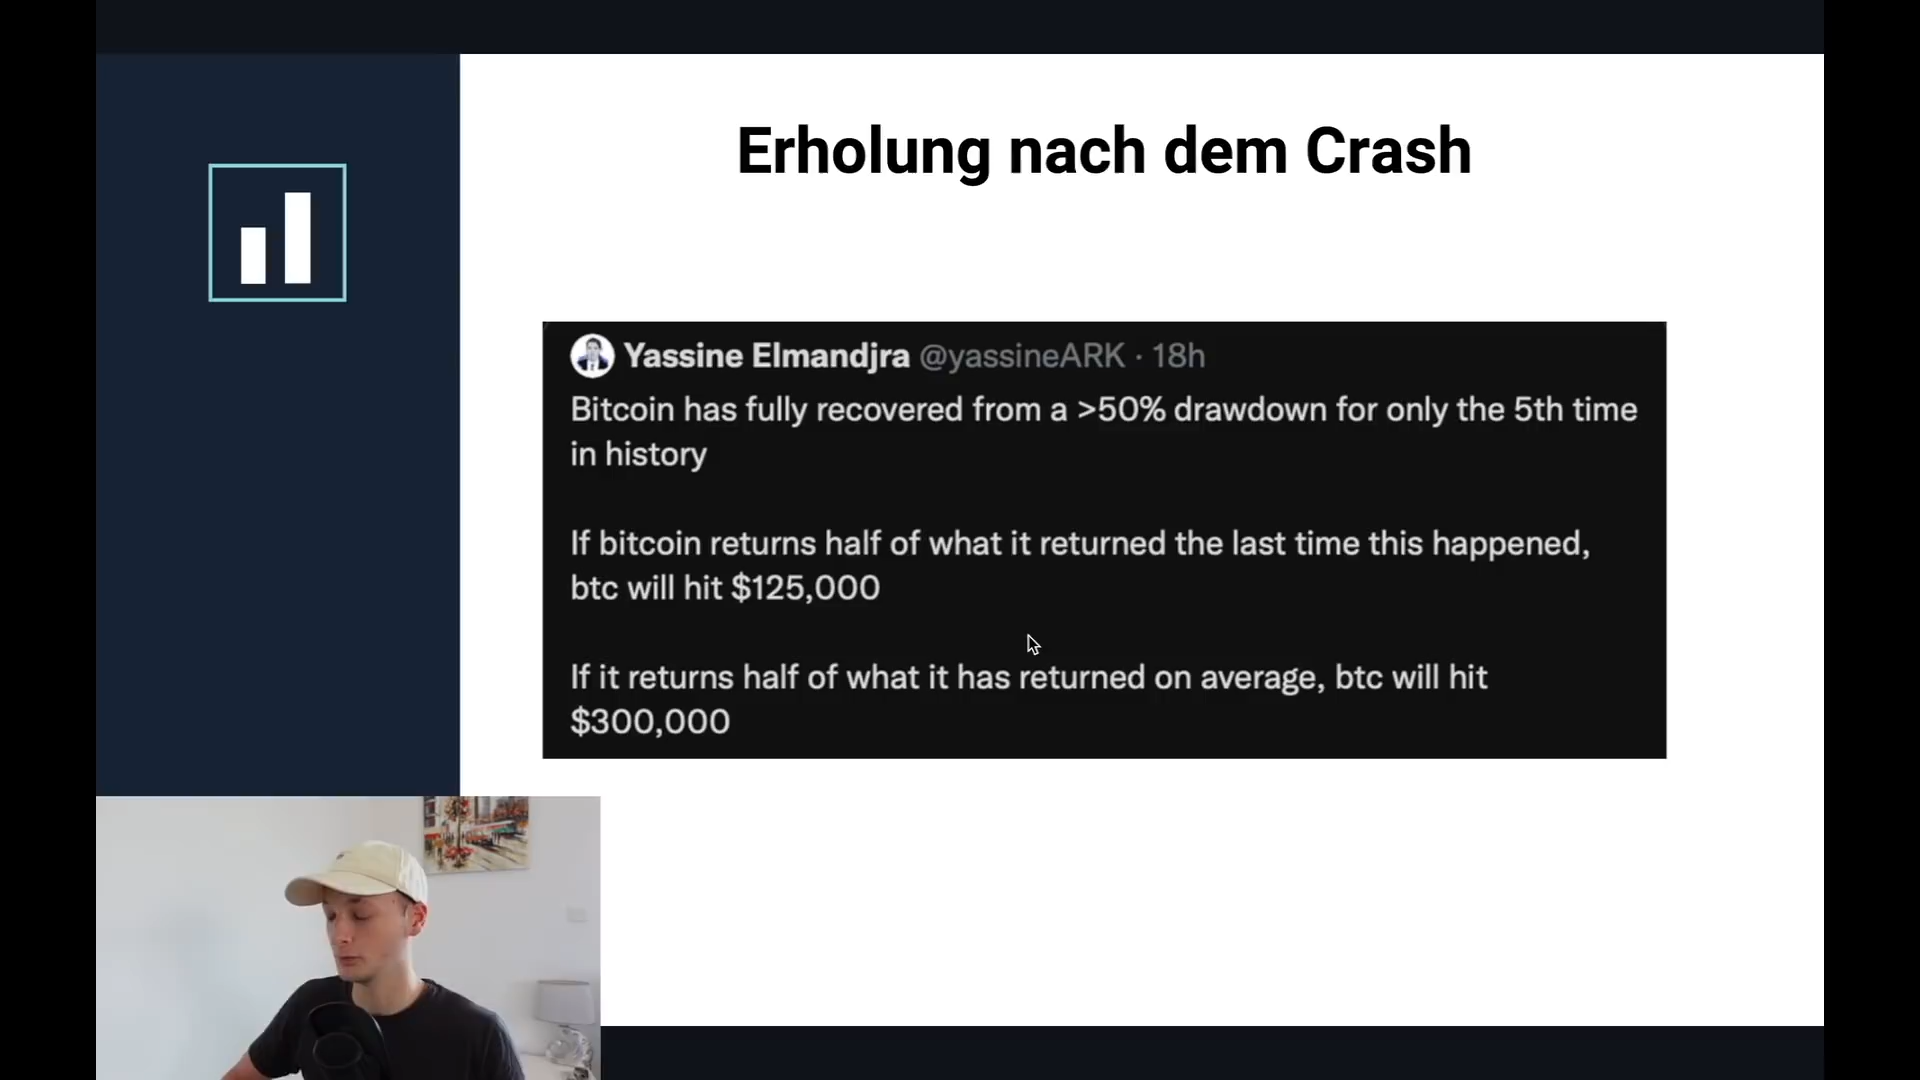 Erholung nach dem Crash
Yassine Elmandjra @yassineARK · 18h
Bitcoin has fully recovered from a >50% drawdown for only the 5th time
in history
If bitcoin returns half of what it returned the last time this happened,
btc will hit $125,000
If it returns half of what it has returned on average, btc will hit
$300,000